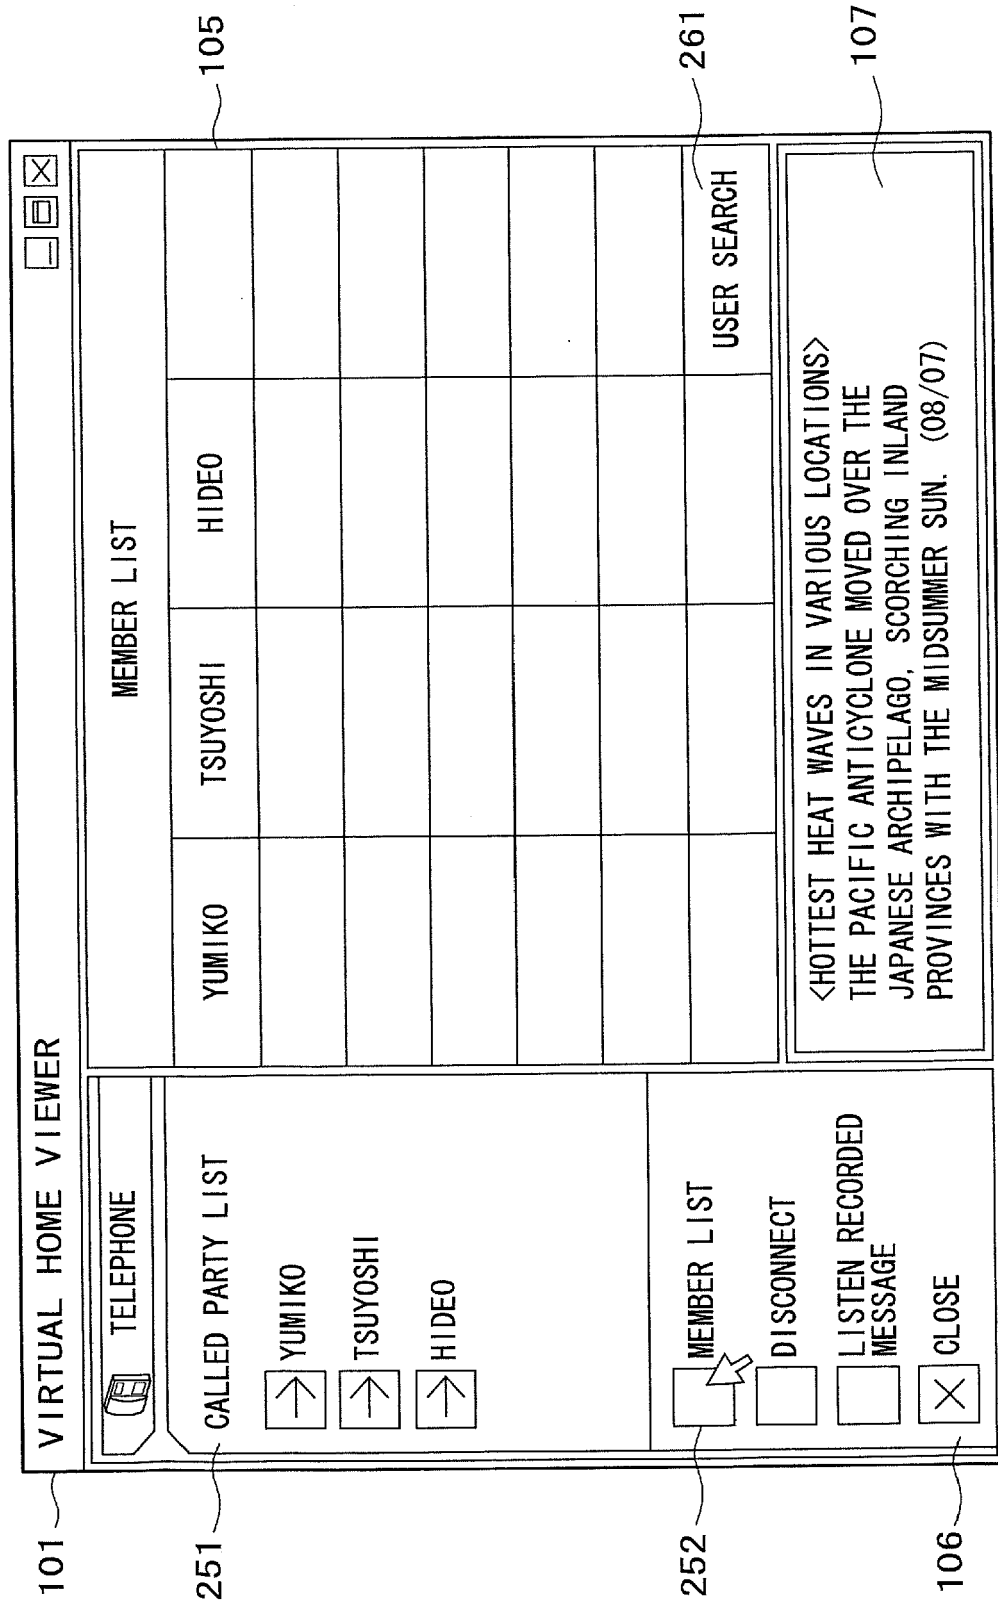 101
VIRTUAL HOME VIEWER
TELEPHONE
251
CALLED PARTY LIST
YUMIKO
TSUYOSHI
HIDEO
252
MEMBER LIST
DISCONNECT
LISTEN RECORDED
MESSAGE
CLOSE
106
MEMBER LIST
105
YUMIKO TSUYOSHI HIDEO
USER SEARCH
261
<HOTTEST HEAT WAVES IN VARIOUS LOCATIONS>
THE PACIFIC ANTICYCLONE MOVED OVER THE
JAPANESE ARCHIPELAGO, SCORCHING INLAND
PROVINCES WITH THE MIDSUMMER SUN. (08/07)
107